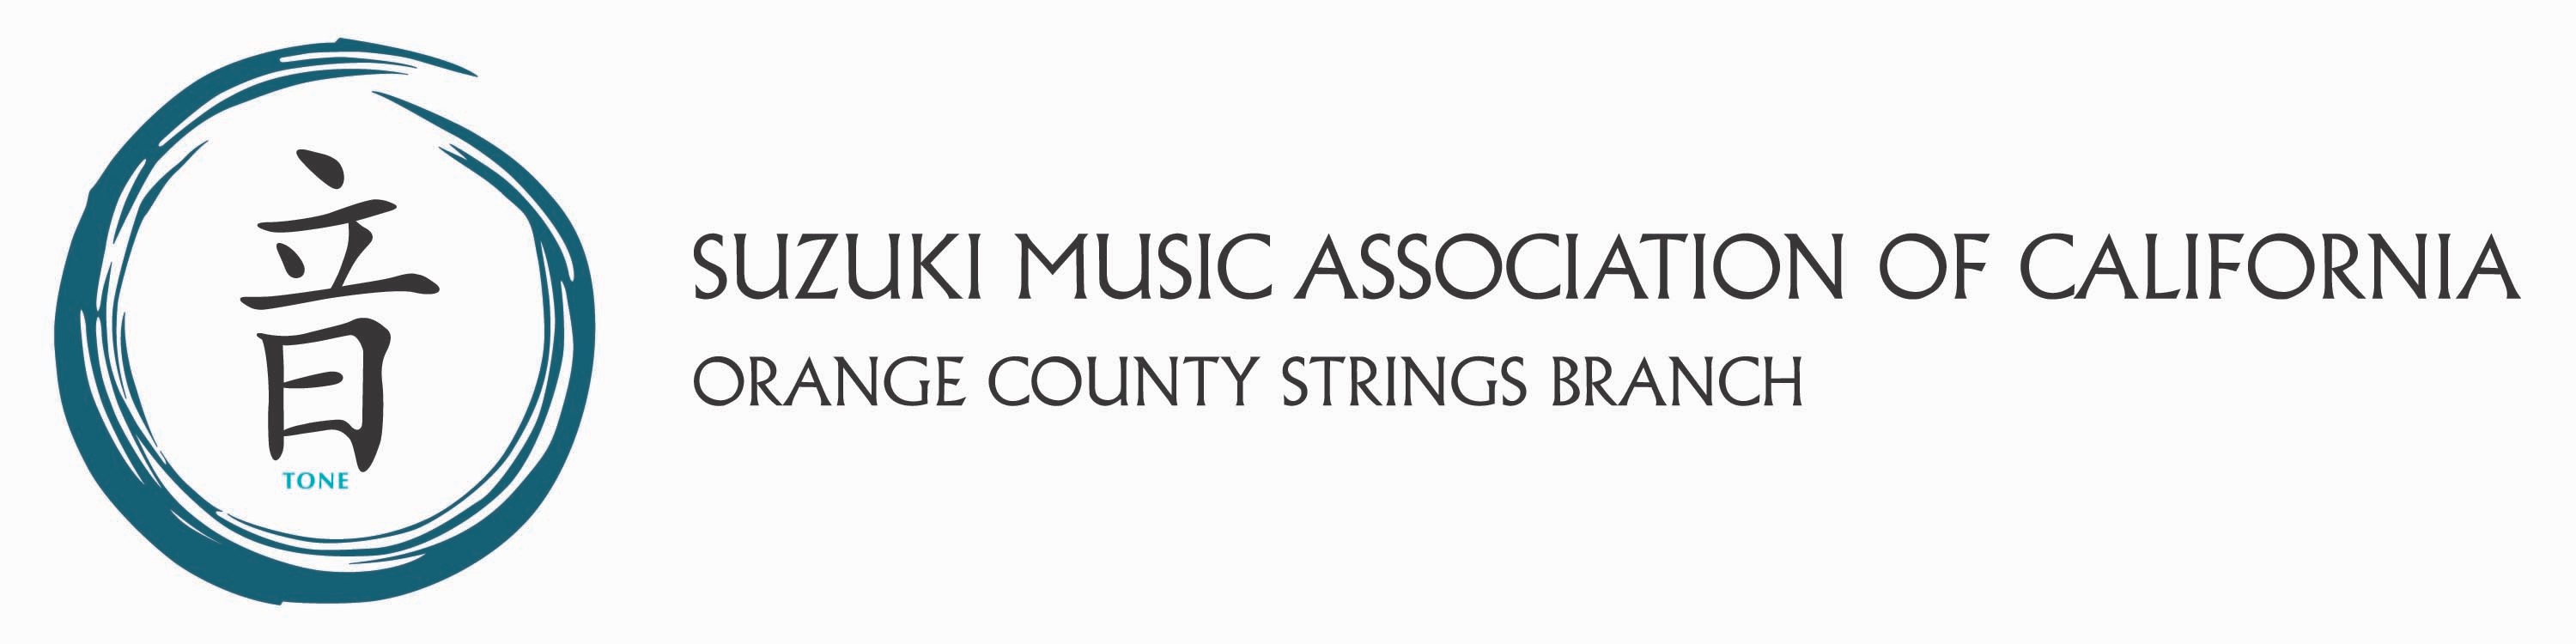 音
TONE
SUZUKI MUSIC ASSOCIATION OF CALIFORNIA
ORANGE COUNTY STRINGS BRANCH